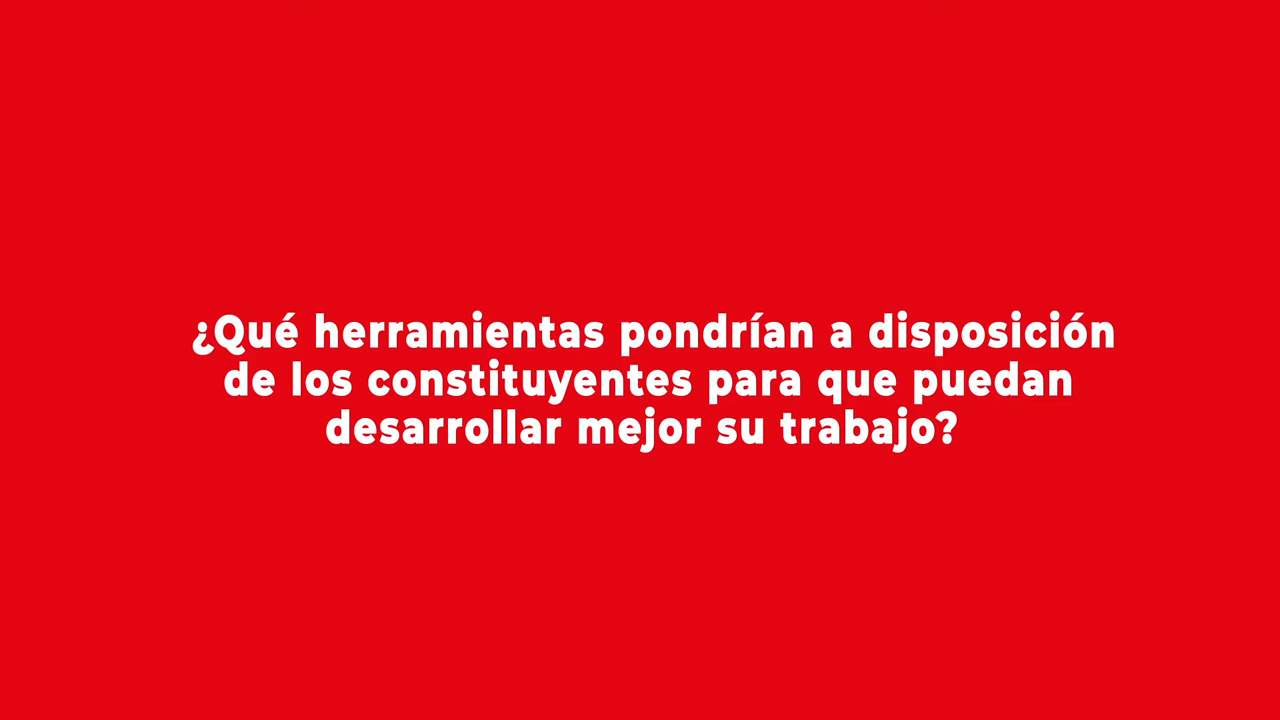 ¿Qué herramientas pondrían a disposición
de los constituyentes para que puedan
desarrollar mejor su trabajo?